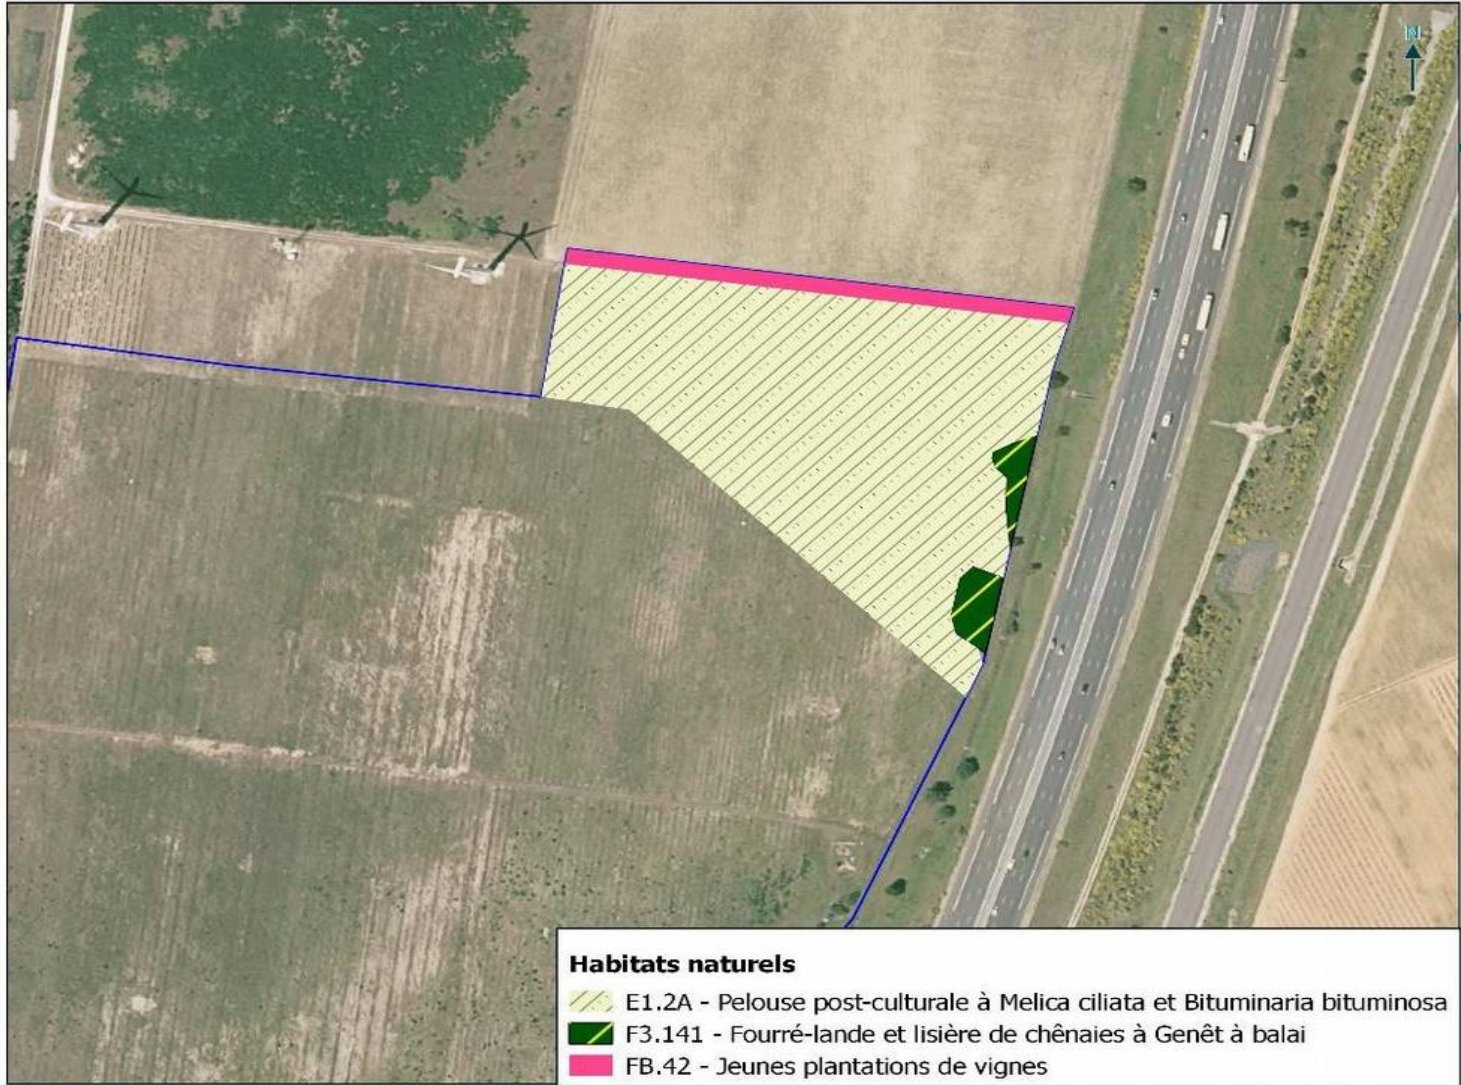 N
Habitats naturels
E1.2A - Pelouse post-culturale à Melica ciliata et Bituminaria bituminosa
F3.141 - Fourré-lande et lisière de chênaies à Genêt à balai
FB.42 - Jeunes plantations de vignes